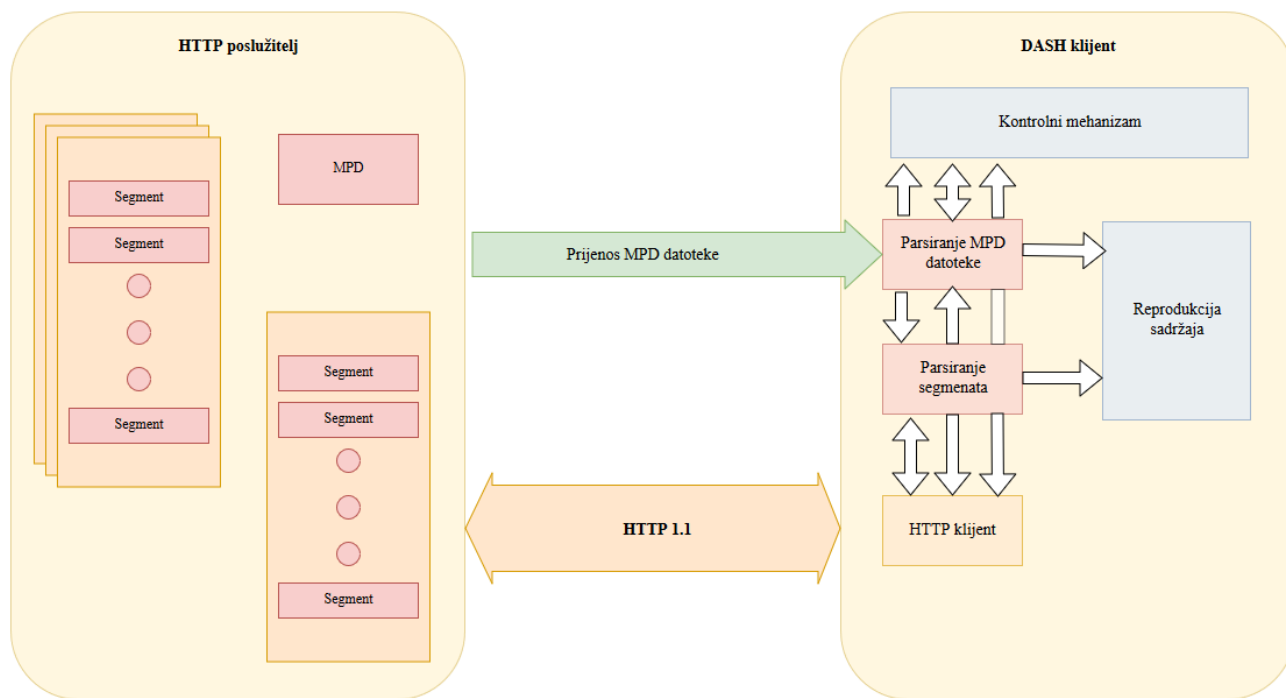 HTTP poslužitelj
Segment
Segment
Segment
MPD
Segment
Segment
Segment
Prijenos MPD datoteke
HTTP 1.1
DASH klijent
Kontrolni mehanizam
Parsiranje MPD
datoteke
Reprodukcija
sadržaja
Parsiranje
segmenata
HTTP klijent